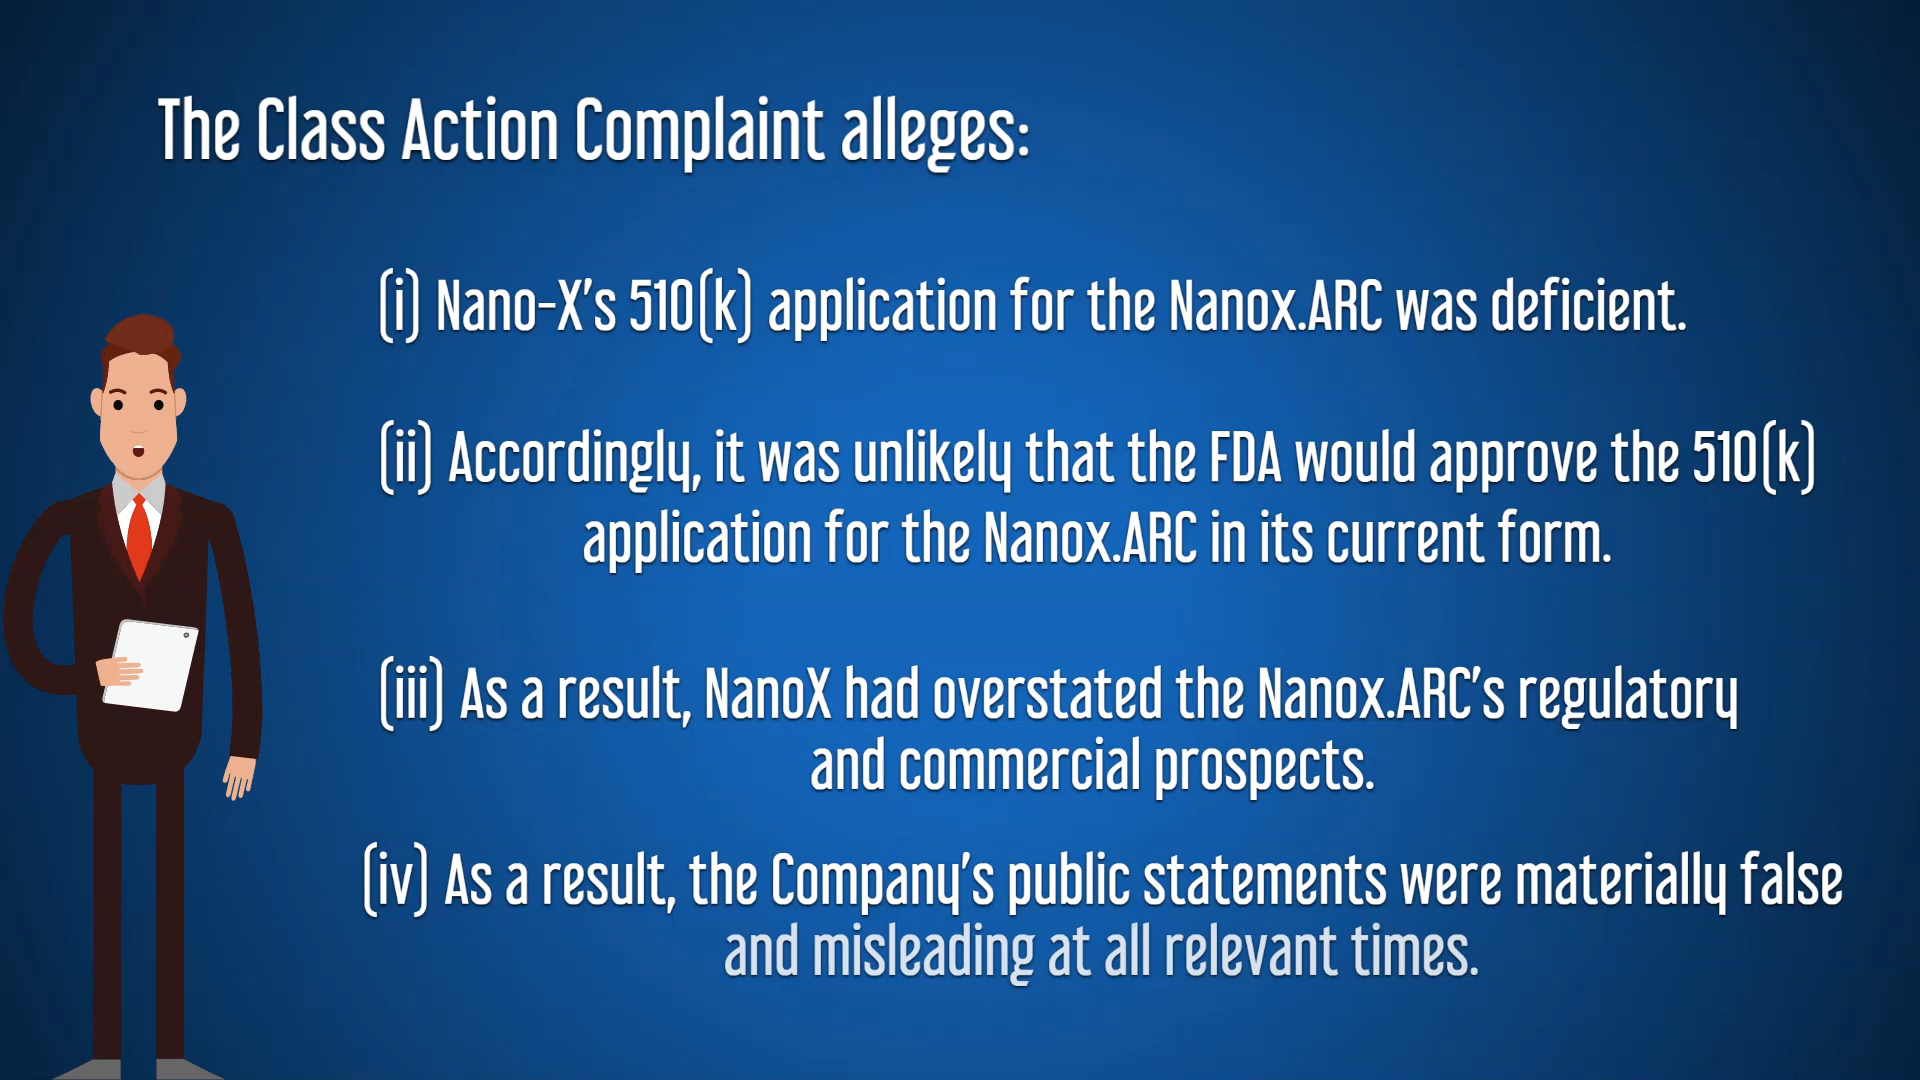 The Class Action Complaint alleges:
(i) Nano-X's 510(k) application for the Nanox.ARC was deficient.
(ii) Accordingly, it was unlikely that the FDA would approve the 510(k)
application for the Nanox.ARC in its current form.
(iii) As a result, NanoX had overstated the Nanox.ARC's regulatory
and commercial prospects.
(iv) As a result, the Company's public statements were materially false
and misleading at all relevant times.